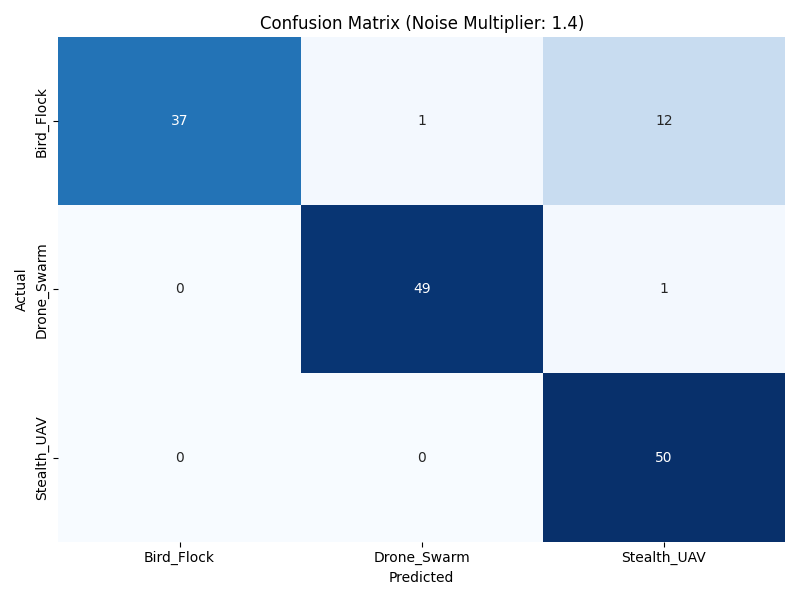 Confusion Matrix (Noise Multiplier: 1.4)
Actual
Bird_Flock
37 1 12
Drone_Swarm
0 49 1
Stealth_UAV
0 0 50
Bird_Flock Drone_Swarm Stealth_UAV
Predicted